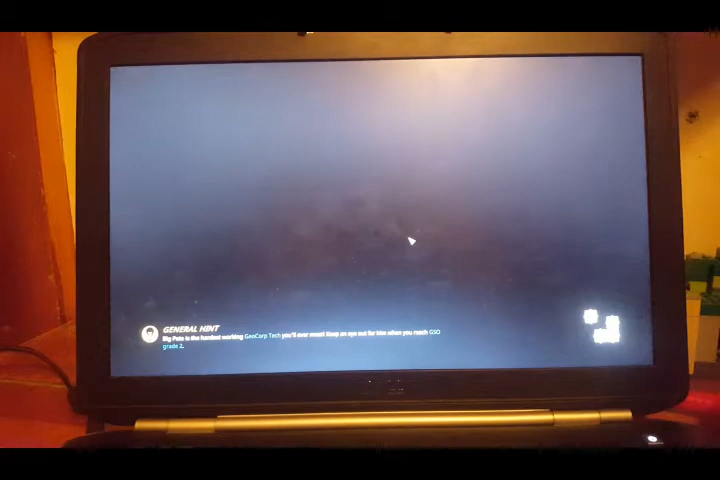 GENERAL HINT
Big Pete is the hardest working GeoCorp Tech you'll ever meet! Keep an eye out for him when you reach GSO
grade 2.